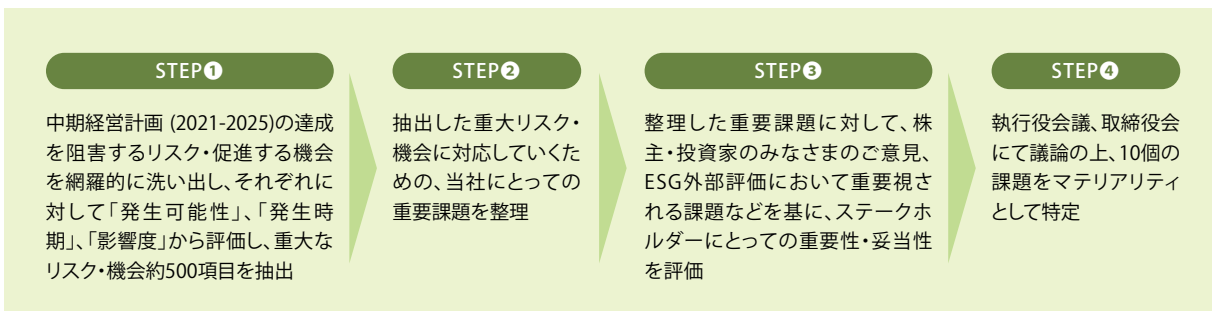 STEP❶
中期経営計画 (2021-2025)の達成
を阻害するリスク・促進する機会
を網羅的に洗い出し、それぞれに
対して「発生可能性」、「発生時
期」、「影響度」から評価し、重大な
リスク・機会約500項目を抽出
STEP❷
抽出した重大リスク・
機会に対応していくた
めの、当社にとっての
重要課題を整理
STEP❸
整理した重要課題に対して、株
主・投資家のみなさまのご意見、
ESG外部評価において重要視さ
れる課題などを基に、ステークホ
ルダーにとっての重要性・妥当性
を評価
STEP❹
執行役会議、取締役会
にて議論の上、10個の
課題をマテリアリティ
として特定